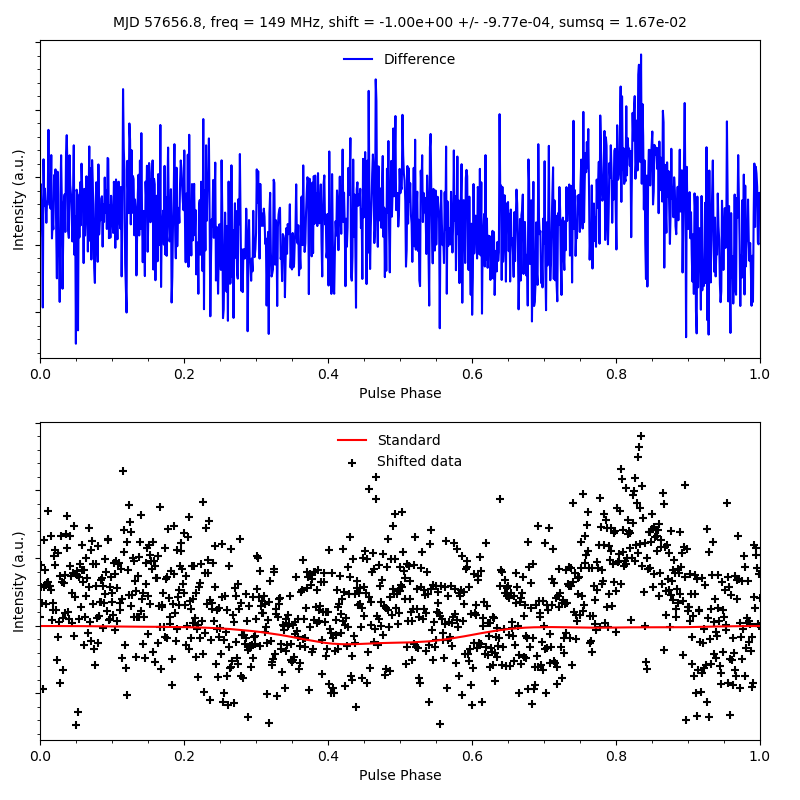 MJD 57656.8, freq = 149 MHz, shift = -1.00e+00 +/- -9.77e-04, sumsq = 1.67e-02
Difference
Intensity (a.u.)
0.0 0.2 0.4 0.6 0.8 1.0
Pulse Phase
Standard
Shifted data
Intensity (a.u.)
0.0 0.2 0.4 0.6 0.8 1.0
Pulse Phase